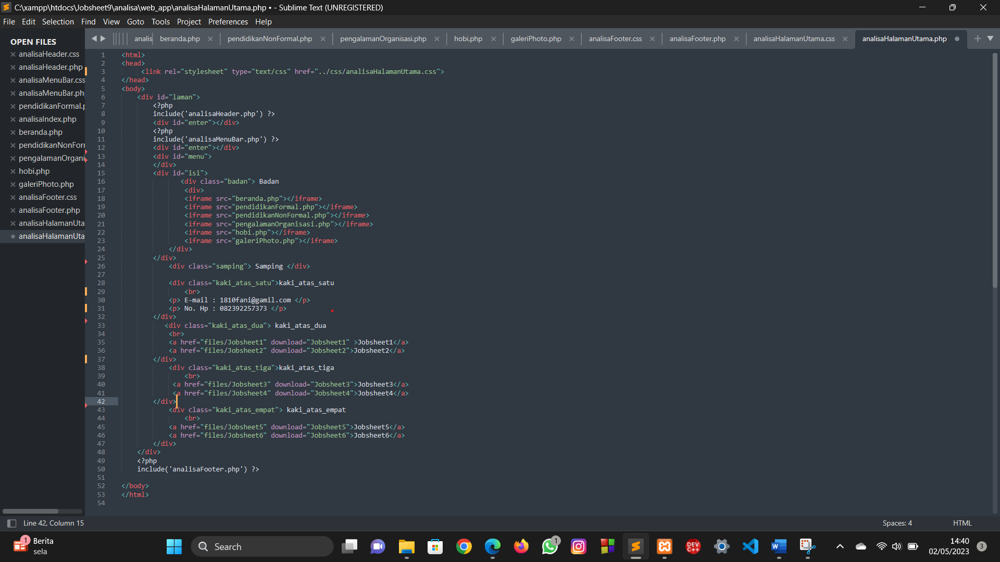 C:\xampp\htdocs\Jobsheet9\analisa\web_app\analisaHalamanUtama.php • - Sublime Text (UNREGISTERED)
File Edit Selection Find View Goto Tools Project Preferences Help
OPEN FILES
analisaHeader.css
analisaHeader.php
analisaMenuBar.css
analisaMenuBar.ph
pendidikanFormal.p
analisaIndex.php
beranda.php
pendidikanNonForm
pengalamanOrgani
hobi.php
galeriPhoto.php
analisaFooter.css
analisaFooter.php
analisaHalamanUta
analisaHalamanUta
analis beranda.php pendidikanNonFormal.php pengalamanOrganisasi.php hobi.php galeriPhoto.php analisaFooter.css analisaFooter.php analisaHalamanUtama.css analisaHalamanUtama.php
1 <html>
2 <head>
3 <link rel="stylesheet" type="text/css" href="../css/analisaHalamanUtama.css">
4 </head>
5 <body>
6 <div id="laman">
7 <?php
8 include('analisaHeader.php') ?>
9 <div id="enter"></div>
10 <?php
11 include('analisaMenuBar.php') ?>
12 <div id="enter"></div>
13 <div id="menu">
14 </div>
15 <div id="isi">
16 <div class="badan"> Badan
17 <div>
18 <iframe src="beranda.php"></iframe>
19 <iframe src="pendidikanFormal.php"></iframe>
20 <iframe src="pendidikanNonFormal.php"></iframe>
21 <iframe src="pengalamanOrganisasi.php"></iframe>
22 <iframe src="hobi.php"></iframe>
23 <iframe src="galeriPhoto.php"></iframe>
24 </div>
25 </div>
26 <div class="samping"> Samping </div>
27
28 <div class="kaki_atas_satu">kaki_atas_satu
29 <br>
30 <p> E-mail : 1810fani@gamil.com </p>
31 <p> No. Hp : 082392257373 </p>
32 </div>
33 <div class="kaki_atas_dua"> kaki_atas_dua
34 <br>
35 <a href="files/Jobsheet1" download="Jobsheet1" >Jobsheet1</a>
36 <a href="files/Jobsheet2" download="Jobsheet2">Jobsheet2</a>
37 </div>
38 <div class="kaki_atas_tiga">kaki_atas_tiga
39 <br>
40 <a href="files/Jobsheet3" download="Jobsheet3">Jobsheet3</a>
41 <a href="files/Jobsheet4" download="Jobsheet4">Jobsheet4</a>
42 </div>
43 <div class="kaki_atas_empat"> kaki_atas_empat
44 <br>
45 <a href="files/Jobsheet5" download="Jobsheet5">Jobsheet5</a>
46 <a href="files/Jobsheet6" download="Jobsheet6">Jobsheet6</a>
47 </div>
48 </div>
49 <?php
50 include('analisaFooter.php') ?>
51
52 </body>
53 </html>
54
Line 42, Column 15 Spaces: 4 HTML
1 Berita
sela
Search
1
DEV
C++
14:40
02/05/2023
3